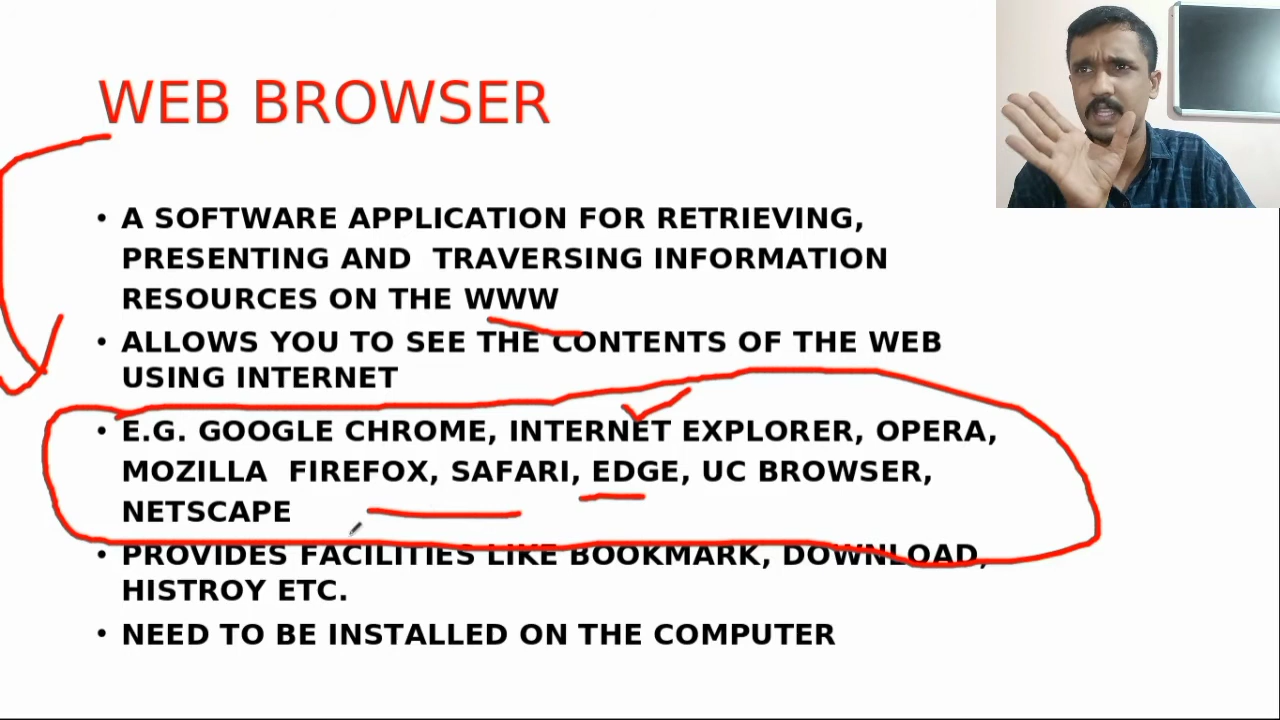 WEB BROWSER
• A SOFTWARE APPLICATION FOR RETRIEVING,
PRESENTING AND  TRAVERSING INFORMATION
RESOURCES ON THE WWW
• ALLOWS YOU TO SEE THE CONTENTS OF THE WEB
USING INTERNET
• E.G. GOOGLE CHROME, INTERNET EXPLORER, OPERA,
MOZILLA  FIREFOX, SAFARI, EDGE, UC BROWSER,
NETSCAPE
• PROVIDES FACILITIES LIKE BOOKMARK, DOWNLOAD,
HISTROY ETC.
• NEED TO BE INSTALLED ON THE COMPUTER